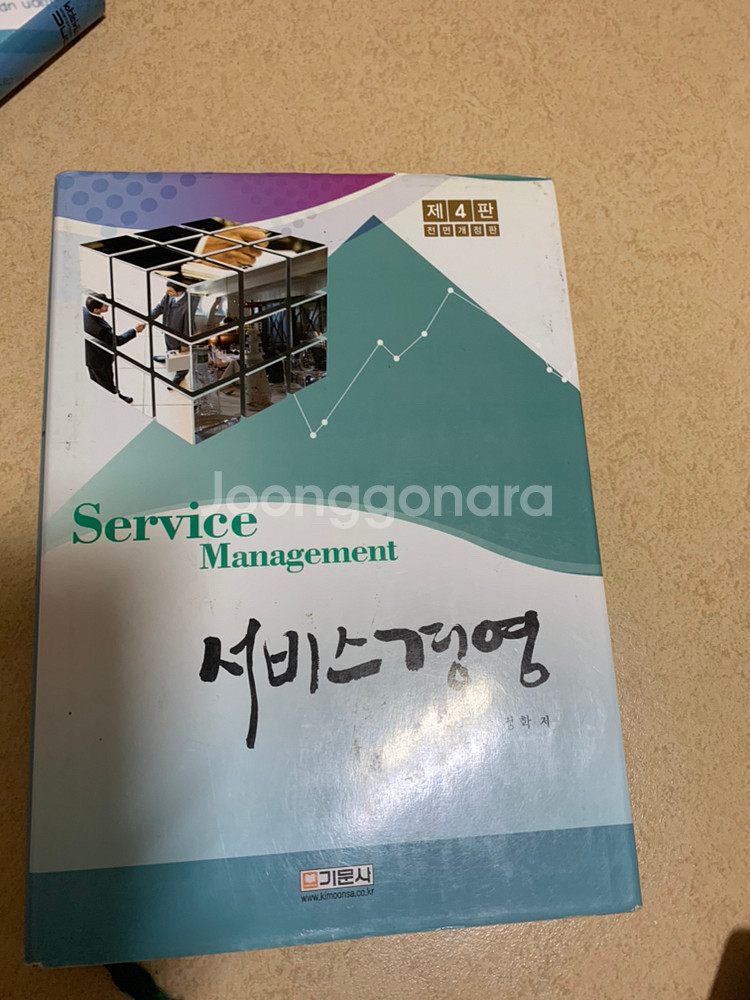 제4판
전면개정판
joonggonara
Service
Management
서비스경영
정학 저
기문사
www.kimoonsa.co.kr